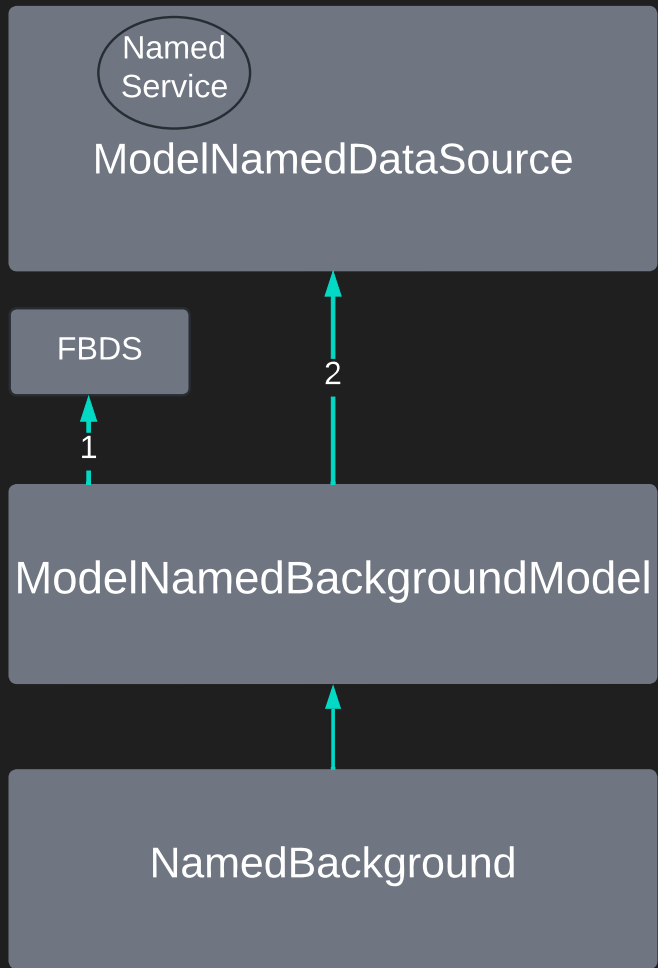 Named
Service
ModelNamedDataSource
FBDS
2
1
ModelNamedBackgroundModel
NamedBackground